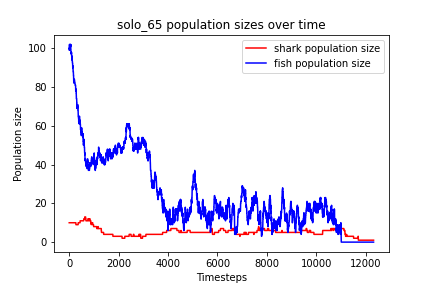 solo_65 population sizes over time
shark population size
fish population size
Population size
100
80
60
40
20
0
0 2000 4000 6000 8000 10000 12000
Timesteps